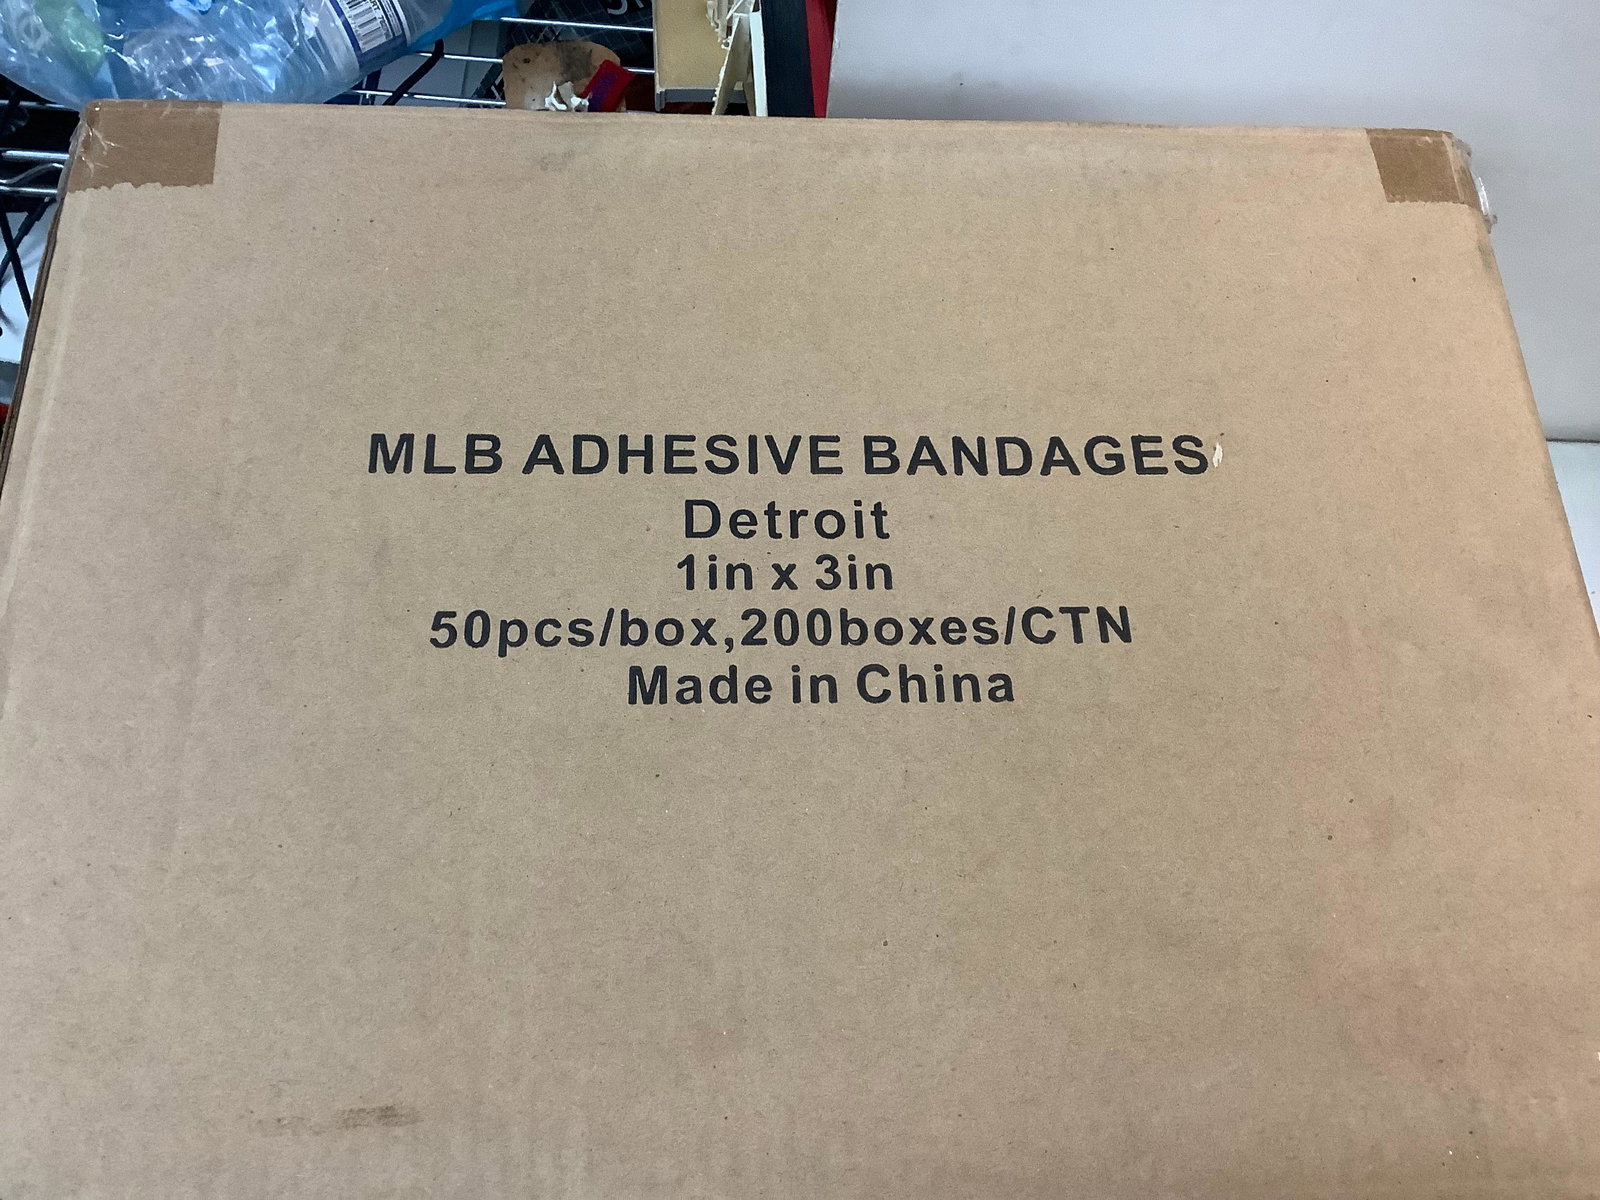 MLB ADHESIVE BANDAGES
Detroit
1in x 3in
50pcs/box,200boxes/CTN
Made in China